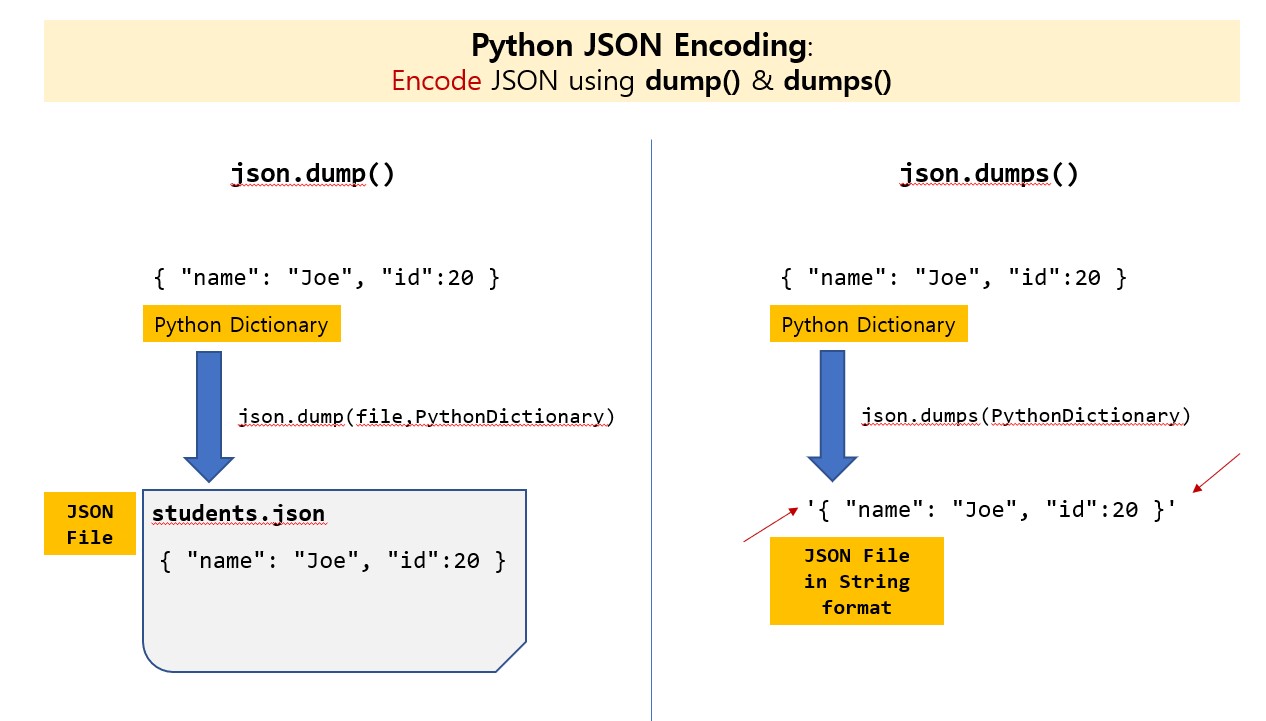 Python JSON Encoding:
Encode JSON using dump() & dumps()
json.dump()
{ "name": "Joe", "id":20 }
Python Dictionary
json.dump(file,PythonDictionary)
JSON
File
students.json
{ "name": "Joe", "id":20 }
json.dumps()
{ "name": "Joe", "id":20 }
Python Dictionary
json.dumps(PythonDictionary)
'{ "name": "Joe", "id":20 }'
JSON File
in String
format